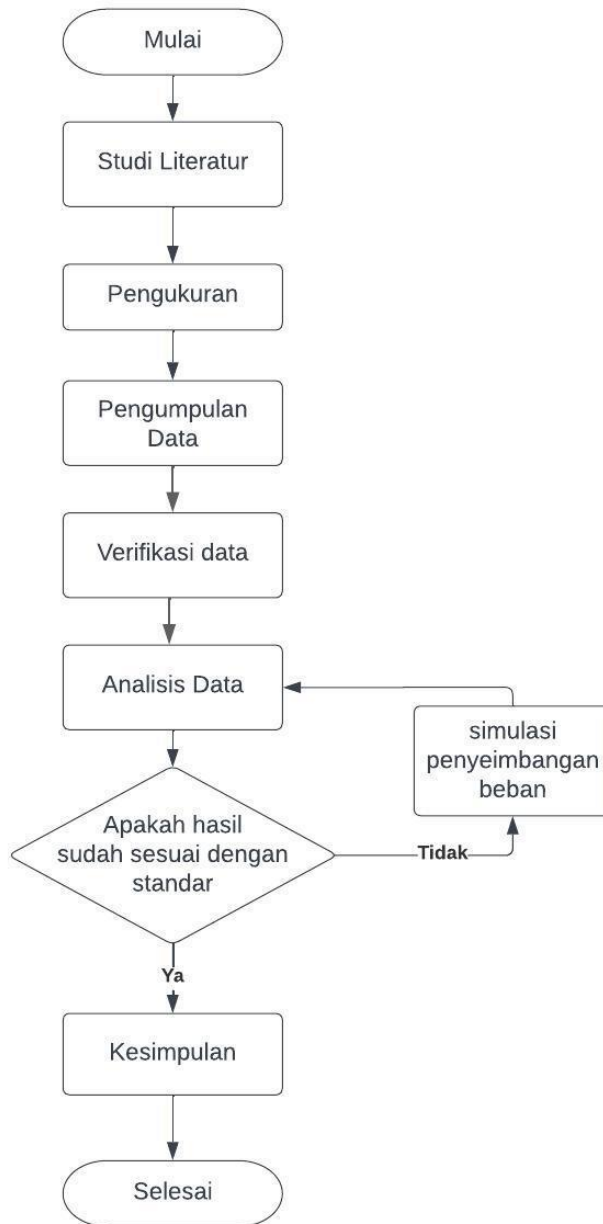 Mulai
Studi Literatur
Pengukuran
Pengumpulan
Data
Verifikasi data
Analisis Data
simulasi
penyeimbangan
beban
Apakah hasil
sudah sesuai dengan
standar
Tidak
Ya
Kesimpulan
Selesai